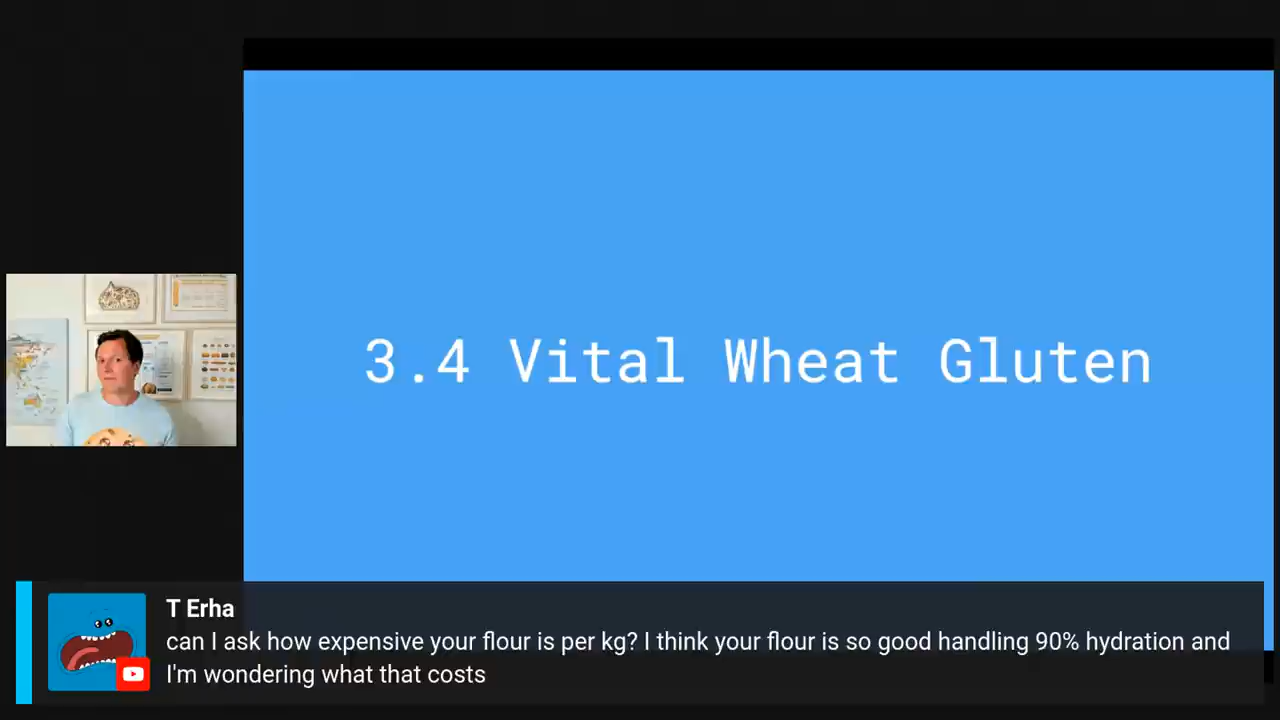 3.4 Vital Wheat Gluten
T Erha
can I ask how expensive your flour is per kg? I think your flour is so good handling 90% hydration and
I'm wondering what that costs